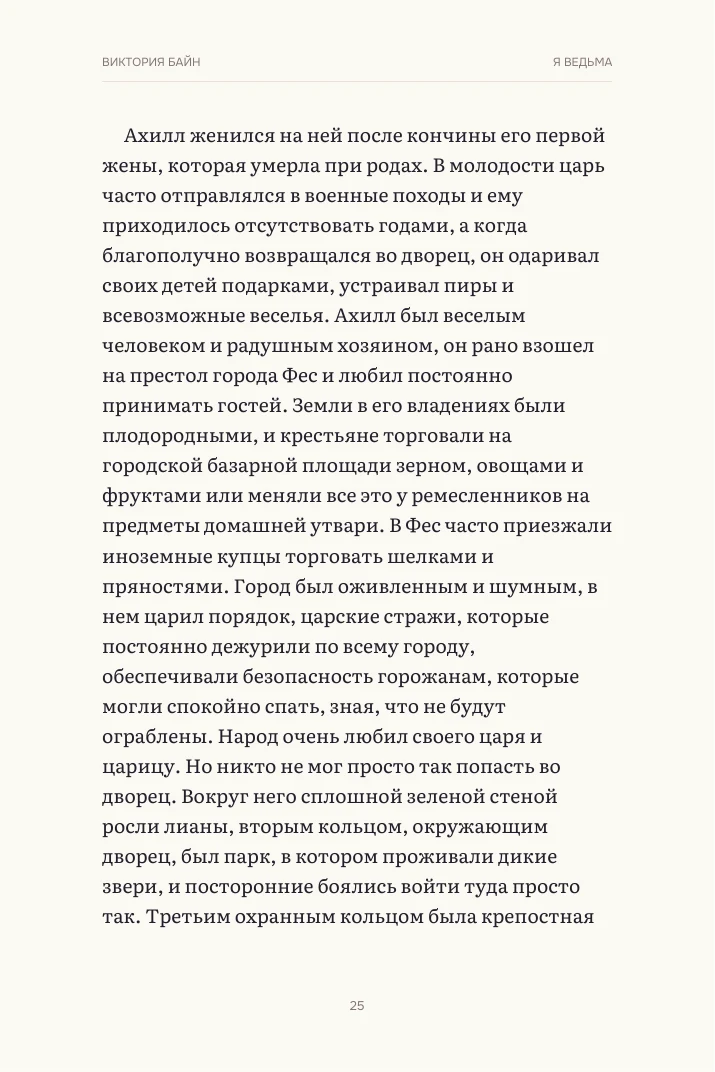 ВИКТОРИЯ БАЙН
Я ВЕДЬМА
Ахилл женился на ней после кончины его первой
жены, которая умерла при родах. В молодости царь
часто отправлялся в военные походы и ему
приходилось отсутствовать годами, а когда
благополучно возвращался во дворец, он одаривал
своих детей подарками, устраивал пиры и
всевозможные веселья. Ахилл был веселым
человеком и радушным хозяином, он рано взошел
на престол города Фес и любил постоянно
принимать гостей. Земли в его владениях были
плодородными, и крестьяне торговали на
городской базарной площади зерном, овощами и
фруктами или меняли все это у ремесленников на
предметы домашней утвари. В Фес часто приезжали
иноземные купцы торговать шелками и
пряностями. Город был оживленным и шумным, в
нем царил порядок, царские стражи, которые
постоянно дежурили по всему городу,
обеспечивали безопасность горожанам, которые
могли спокойно спать, зная, что не будут
ограблены. Народ очень любил своего царя и
царицу. Но никто не мог просто так попасть во
дворец. Вокруг него сплошной зеленой стеной
росли лианы, вторым кольцом, окружающим
дворец, был парк, в котором проживали дикие
звери, и посторонние боялись войти туда просто
так. Третьим охранным кольцом была крепостная
25